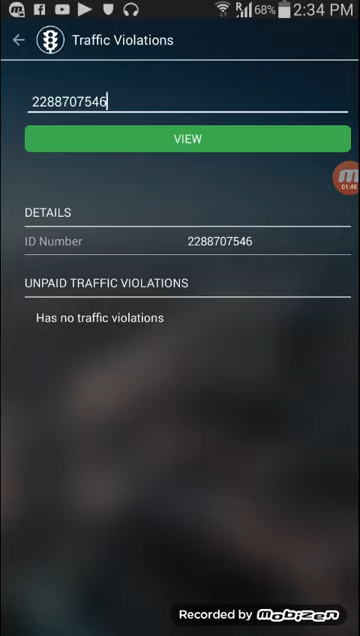 R 68% 2:34 PM
Traffic Violations
2288707546
VIEW
01:48
DETAILS
ID Number 2288707546
UNPAID TRAFFIC VIOLATIONS
Has no traffic violations
Recorded by mobizen